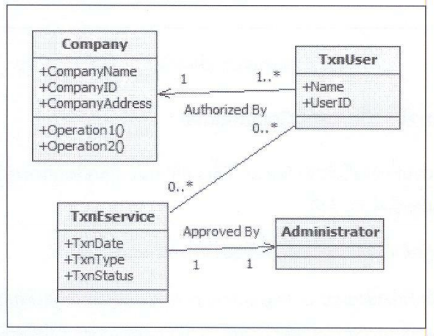 Company
+CompanyName
+CompanyID
+CompanyAddress
+Operation1()
+Operation2()
TxnUser
+Name
+UserID
1
1..*
Authorized By
0..*
0..*
TxnEservice
+TxnDate
+TxnType
+TxnStatus
Approved By
1
1
Administrator